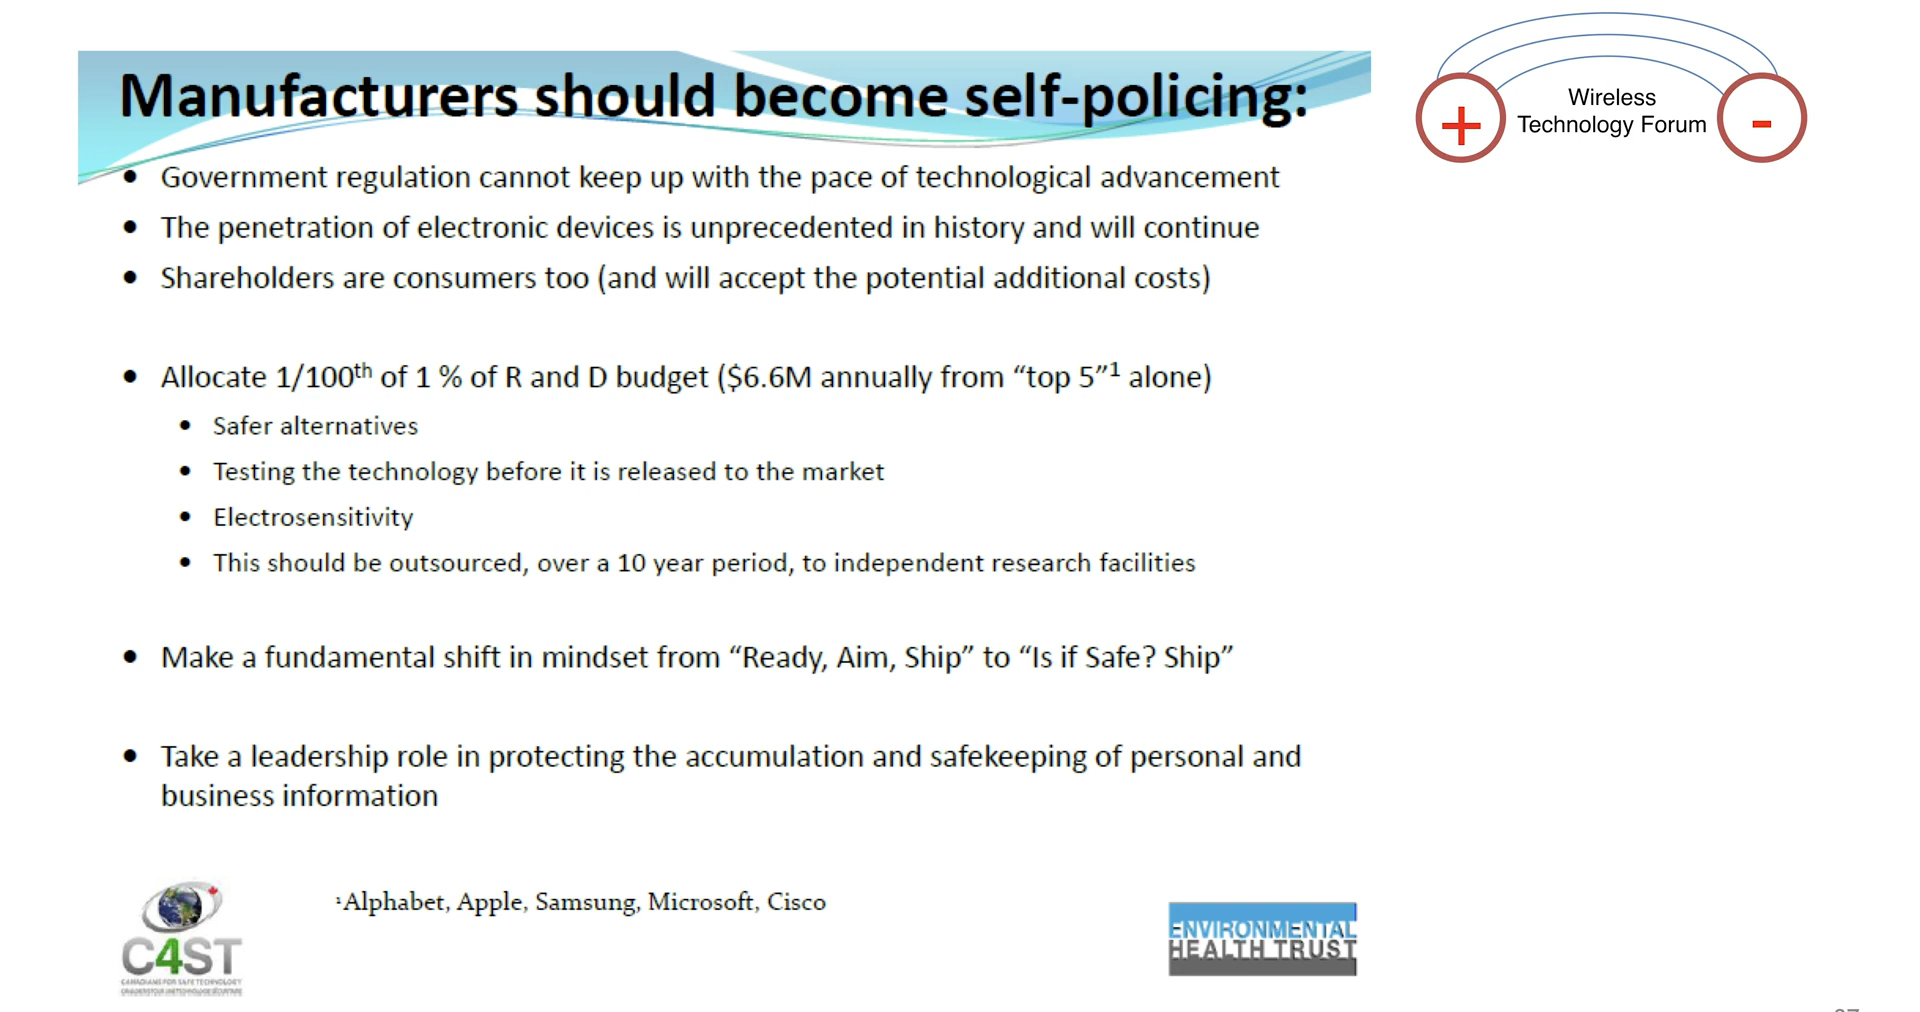 Manufacturers should become self-policing:
+ Wireless -
Technology Forum
• Government regulation cannot keep up with the pace of technological advancement
• The penetration of electronic devices is unprecedented in history and will continue
• Shareholders are consumers too (and will accept the potential additional costs)
• Allocate 1/100th of 1 % of R and D budget ($6.6M annually from “top 5”1 alone)
• Safer alternatives
• Testing the technology before it is released to the market
• Electrosensitivity
• This should be outsourced, over a 10 year period, to independent research facilities
• Make a fundamental shift in mindset from “Ready, Aim, Ship” to “Is if Safe? Ship”
• Take a leadership role in protecting the accumulation and safekeeping of personal and
business information
1Alphabet, Apple, Samsung, Microsoft, Cisco
C4ST
CANADIANS FOR SAFE TECHNOLOGY
ENVIRONMENTAL
HEALTH TRUST